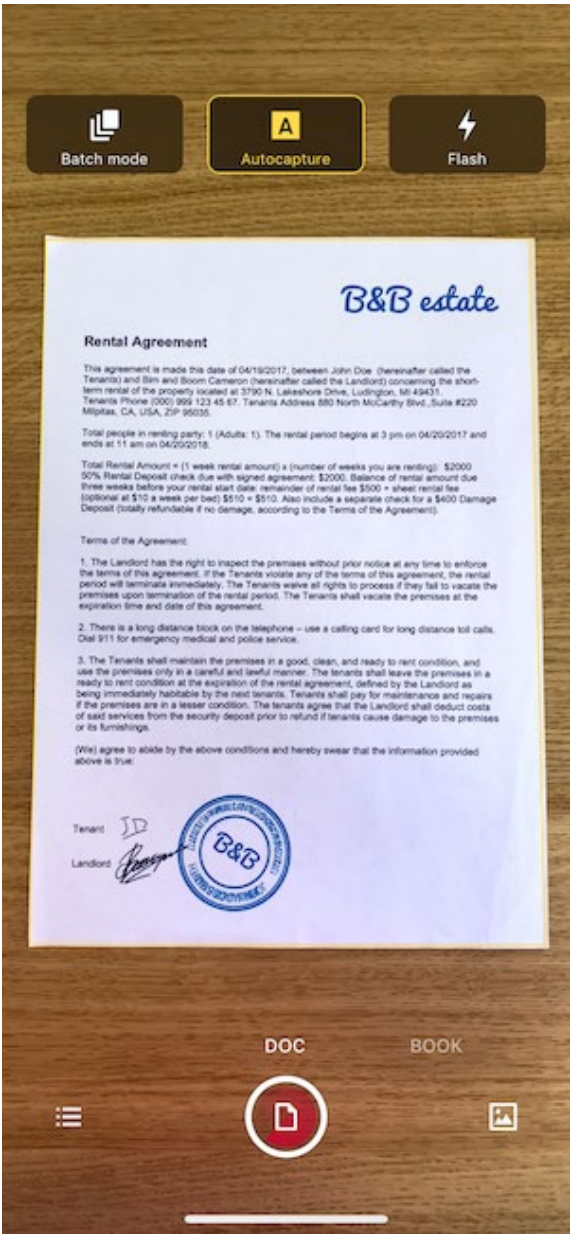 Batch mode
Autocapture
Flash
B&B estate
Rental Agreement
This agreement is made this date of 04/19/2017, between John Doe (hereinafter called the
Tenants) and Bim and Boom Cameron (hereinafter called the Landlord) concerning the short-
term rental of the property located at 3790 N. Lakeshore Drive, Ludington, MI 49431.
Tenants Phone (000) 999 123 45 67. Tenants Address 880 North McCarthy Blvd.,Suite #220
Milpitas, CA, USA, ZIP 95035.
Total people in renting party: 1 (Adults: 1). The rental period begins at 3 pm on 04/20/2017 and
ends at 11 am on 04/20/2018.
Total Rental Amount = (1 week rental amount) x (number of weeks you are renting): $2000
50% Rental Deposit check due with signed agreement: $2000. Balance of rental amount due
three weeks before your rental start date: remainder of rental fee $500 + sheet rental fee
(optional at $10 a week per bed) $510 = $510. Also include a separate check for a $400 Damage
Deposit (totally refundable if no damage, according to the Terms of the Agreement).
Terms of the Agreement:
1. The Landlord has the right to inspect the premises without prior notice at any time to enforce
the terms of this agreement. If the Tenants violate any of the terms of this agreement, the rental
period will terminate immediately. The Tenants waive all rights to process if they fail to vacate the
premises upon termination of the rental period. The Tenants shall vacate the premises at the
expiration time and date of this agreement.
2. There is a long distance block on the telephone – use a calling card for long distance toll calls.
Dial 911 for emergency medical and police service.
3. The Tenants shall maintain the premises in a good, clean, and ready to rent condition, and
use the premises only in a careful and lawful manner. The tenants shall leave the premises in a
ready to rent condition at the expiration of the rental agreement, defined by the Landlord as
being immediately habitable by the next tenants. Tenants shall pay for maintenance and repairs
if the premises are in a lesser condition. The tenants agree that the Landlord shall deduct costs
of said services from the security deposit prior to refund if tenants cause damage to the premises
or its furnishings.
(We) agree to abide by the above conditions and hereby swear that the information provided
above is true:
Tenant JD
Landlord
B&B
DOC
BOOK